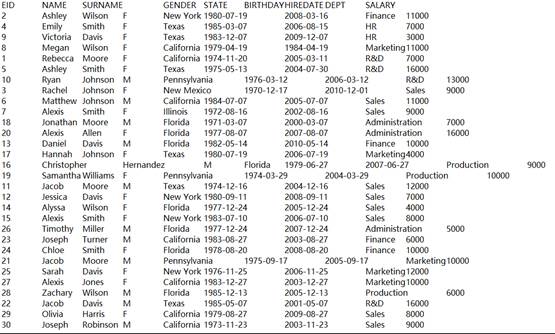 EID NAME SURNAME GENDER STATE BIRTHDAY HIREDATE DEPT SALARY
2 Ashley Wilson F New York 1980-07-19 2008-03-16 Finance 11000
4 Emily Smith F Texas 1985-03-07 2006-08-15 HR 7000
9 Victoria Davis F Texas 1983-12-07 2009-12-07 HR 3000
8 Megan Wilson F California 1979-04-19 1984-04-19 Marketing 11000
1 Rebecca Moore F California 1974-11-20 2005-03-11 R&D 7000
5 Ashley Smith F Texas 1975-05-13 2004-07-30 R&D 16000
10 Ryan Johnson M Pennsylvania 1976-03-12 2006-03-12 R&D 13000
3 Rachel Johnson F New Mexico 1970-12-17 2010-12-01 Sales 9000
6 Matthew Johnson M California 1984-07-07 2005-07-07 Sales 11000
7 Alexis Smith F Illinois 1972-08-16 2002-08-16 Sales 9000
18 Jonathan Moore M Florida 1971-03-07 2000-03-07 Administration 7000
20 Alexis Allen F Florida 1977-08-07 2007-08-07 Administration 16000
13 Daniel Davis M Florida 1982-05-14 2010-05-14 Finance 10000
17 Hannah Johnson F Texas 1980-07-19 2006-07-19 Marketing 4000
16 Christopher Hernandez M Florida 1979-06-27 2007-06-27 Production 9000
19 Samantha Williams F Pennsylvania 1974-03-29 2004-03-29 Production 10000
11 Jacob Moore M Texas 1974-12-16 2004-12-16 Sales 12000
12 Jessica Davis F New York 1980-09-11 2008-09-11 Sales 7000
14 Alyssa Wilson F Florida 1977-12-24 2005-12-24 Sales 4000
15 Alexis Smith F New York 1983-07-10 2006-07-10 Sales 8000
26 Timothy Miller M Florida 1977-12-24 2007-12-24 Administration 5000
23 Joseph Turner M California 1983-08-27 2003-08-27 Finance 6000
24 Chloe Smith F Florida 1978-08-20 2008-08-20 Finance 10000
21 Jacob Moore M Pennsylvania 1975-09-17 2005-09-17 Marketing 10000
25 Sarah Davis F New York 1976-11-25 2006-11-25 Marketing 12000
27 Alexis Jones F California 1983-12-27 2003-12-27 Marketing 10000
28 Zachary Wilson M Florida 1985-12-13 2005-12-13 Production 6000
22 Jacob Davis M Texas 1985-05-07 2001-05-07 R&D 16000
29 Olivia Harris F California 1979-08-27 2009-08-27 Sales 8000
30 Joseph Robinson M California 1973-11-23 2003-11-23 Sales 9000